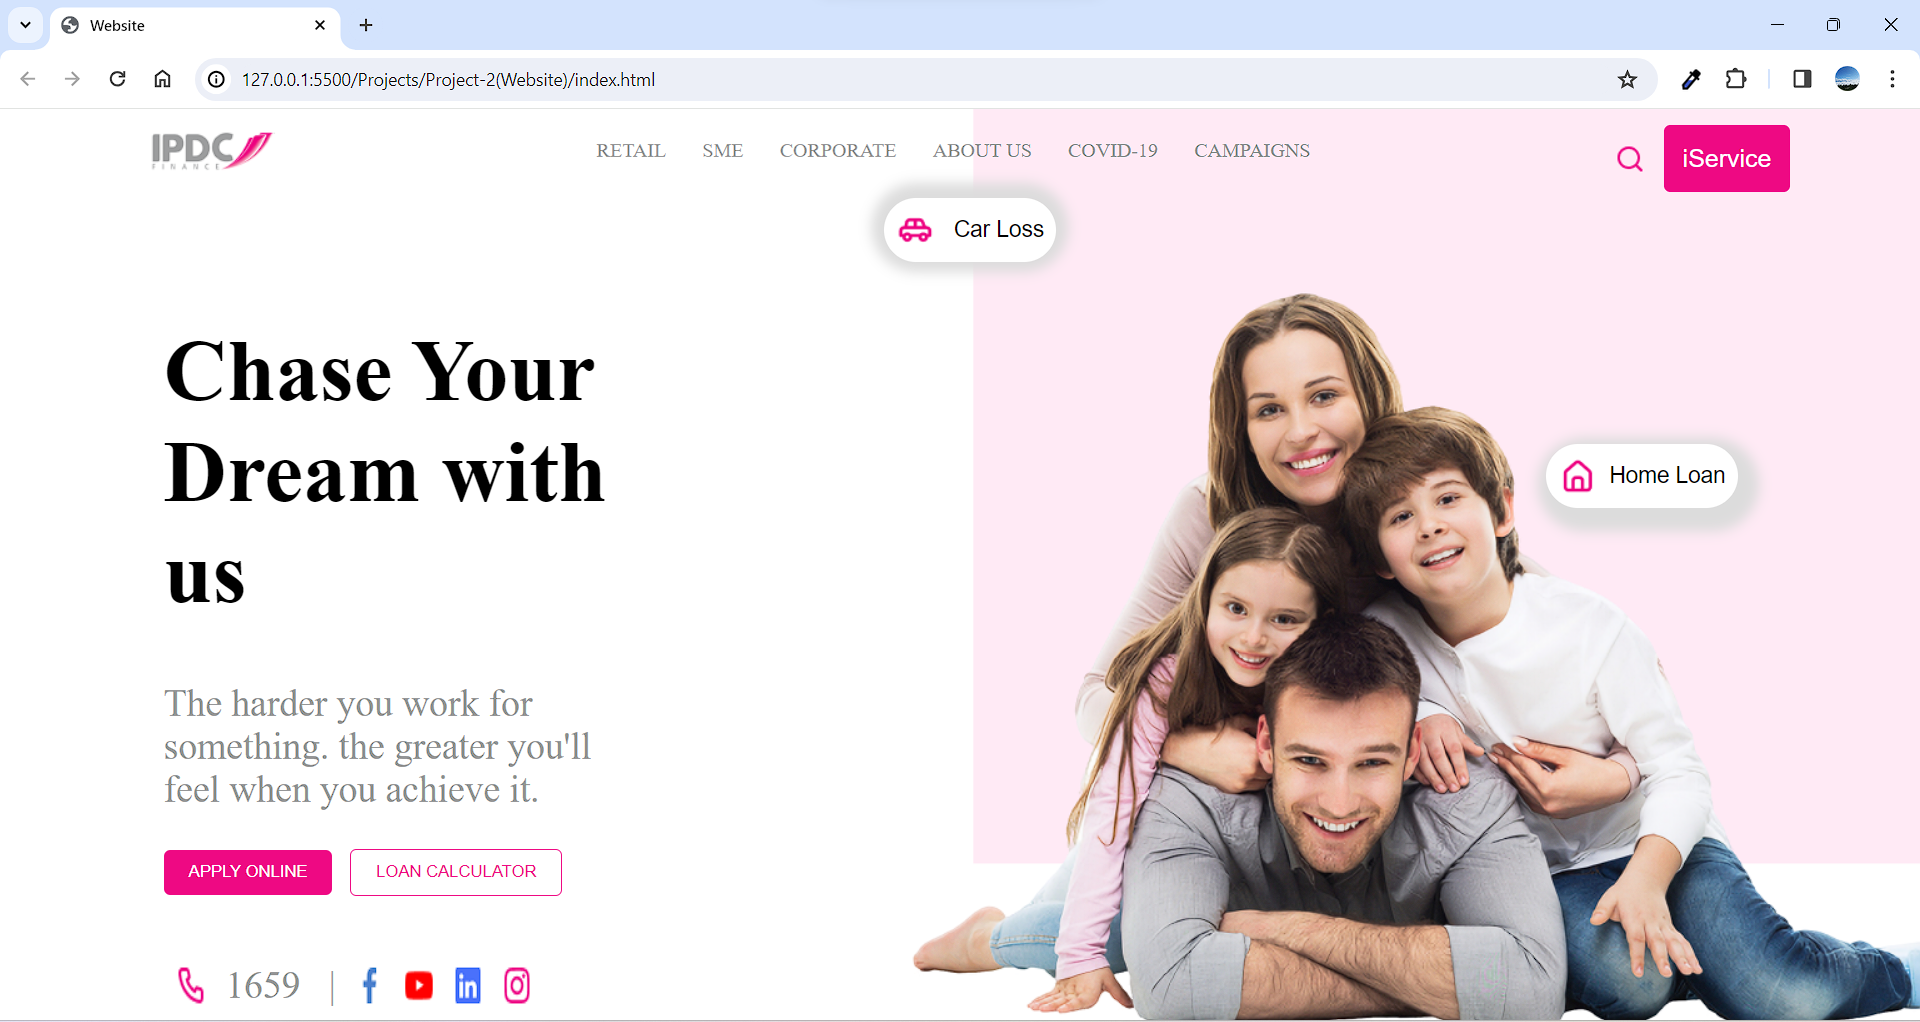 Website
127.0.0.1:5500/Projects/Project-2(Website)/index.html
IPDC
FINANCE
RETAIL SME CORPORATE ABOUT US COVID-19 CAMPAIGNS
iService
Car Loss
Chase Your
Dream with
us
Home Loan
The harder you work for
something. the greater you'll
feel when you achieve it.
APPLY ONLINE LOAN CALCULATOR
1659 |